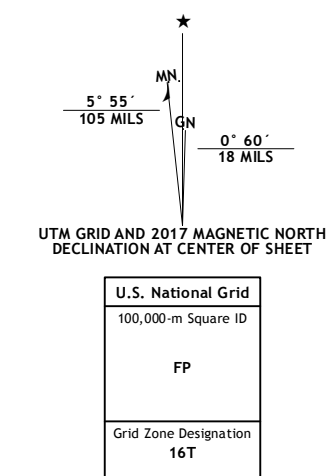 ★
MN
5° 55´
105 MILS
GN
0° 60´
18 MILS
UTM GRID AND 2017 MAGNETIC NORTH
DECLINATION AT CENTER OF SHEET
U.S. National Grid
100,000-m Square ID
FP
Grid Zone Designation
16T